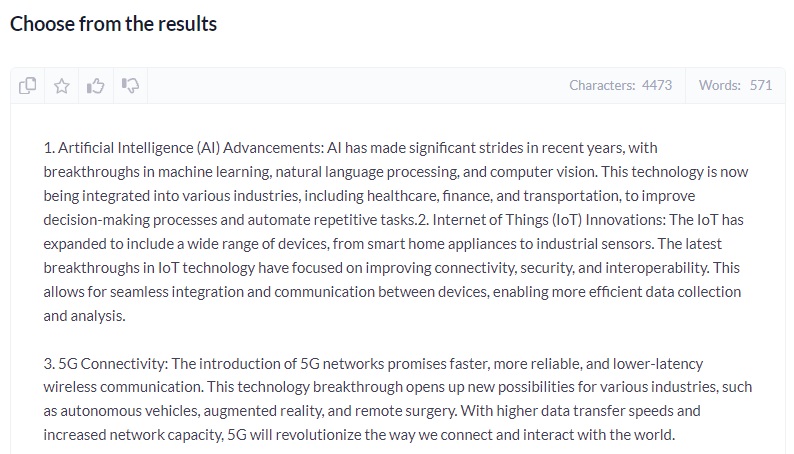 Choose from the results
Characters: 4473 Words: 571
1. Artificial Intelligence (AI) Advancements: AI has made significant strides in recent years, with
breakthroughs in machine learning, natural language processing, and computer vision. This technology is now
being integrated into various industries, including healthcare, finance, and transportation, to improve
decision-making processes and automate repetitive tasks.2. Internet of Things (IoT) Innovations: The IoT has
expanded to include a wide range of devices, from smart home appliances to industrial sensors. The latest
breakthroughs in IoT technology have focused on improving connectivity, security, and interoperability. This
allows for seamless integration and communication between devices, enabling more efficient data collection
and analysis.
3. 5G Connectivity: The introduction of 5G networks promises faster, more reliable, and lower-latency
wireless communication. This technology breakthrough opens up new possibilities for various industries, such
as autonomous vehicles, augmented reality, and remote surgery. With higher data transfer speeds and
increased network capacity, 5G will revolutionize the way we connect and interact with the world.